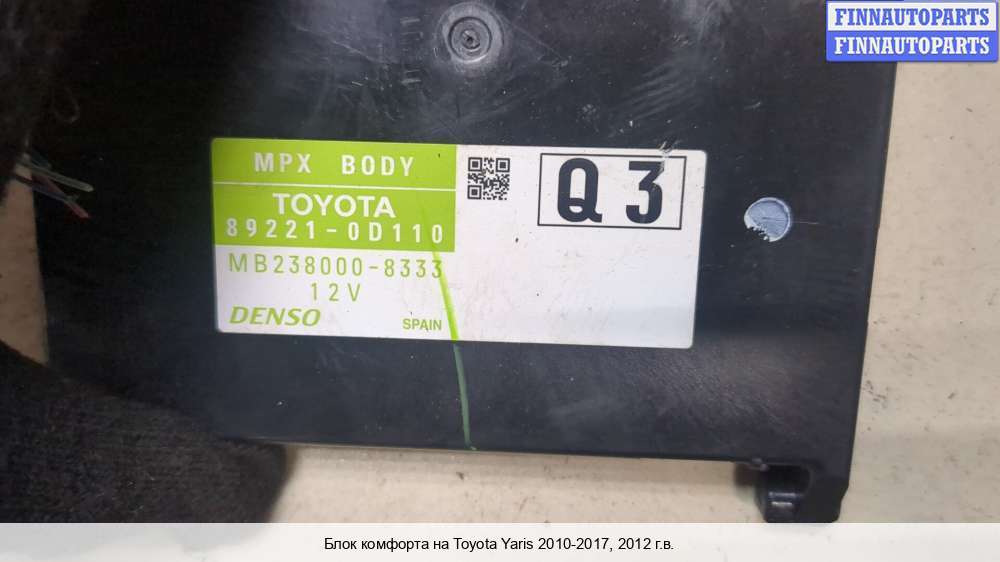 FINNAUTOPARTS
FINNAUTOPARTS
MPX BODY
Q3
TOYOTA
89221-0D110
MB238000-8333
12V
DENSO
SPAIN
Блок комфорта на Toyota Yaris 2010-2017, 2012 г.в.